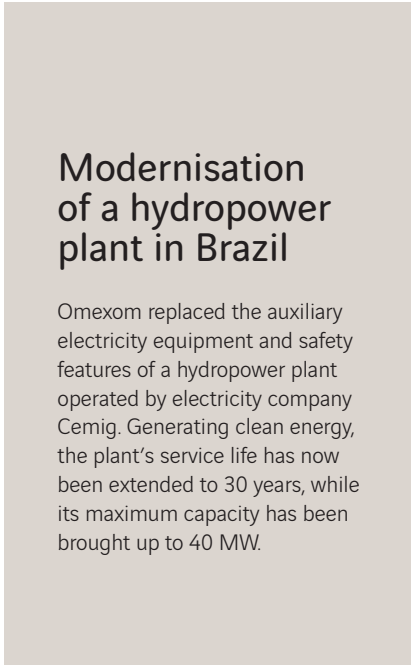 Modernisation
of a hydropower
plant in Brazil
Omexom replaced the auxiliary
electricity equipment and safety
features of a hydropower plant
operated by electricity company
Cemig. Generating clean energy,
the plant’s service life has now
been extended to 30 years, while
its maximum capacity has been
brought up to 40 MW.